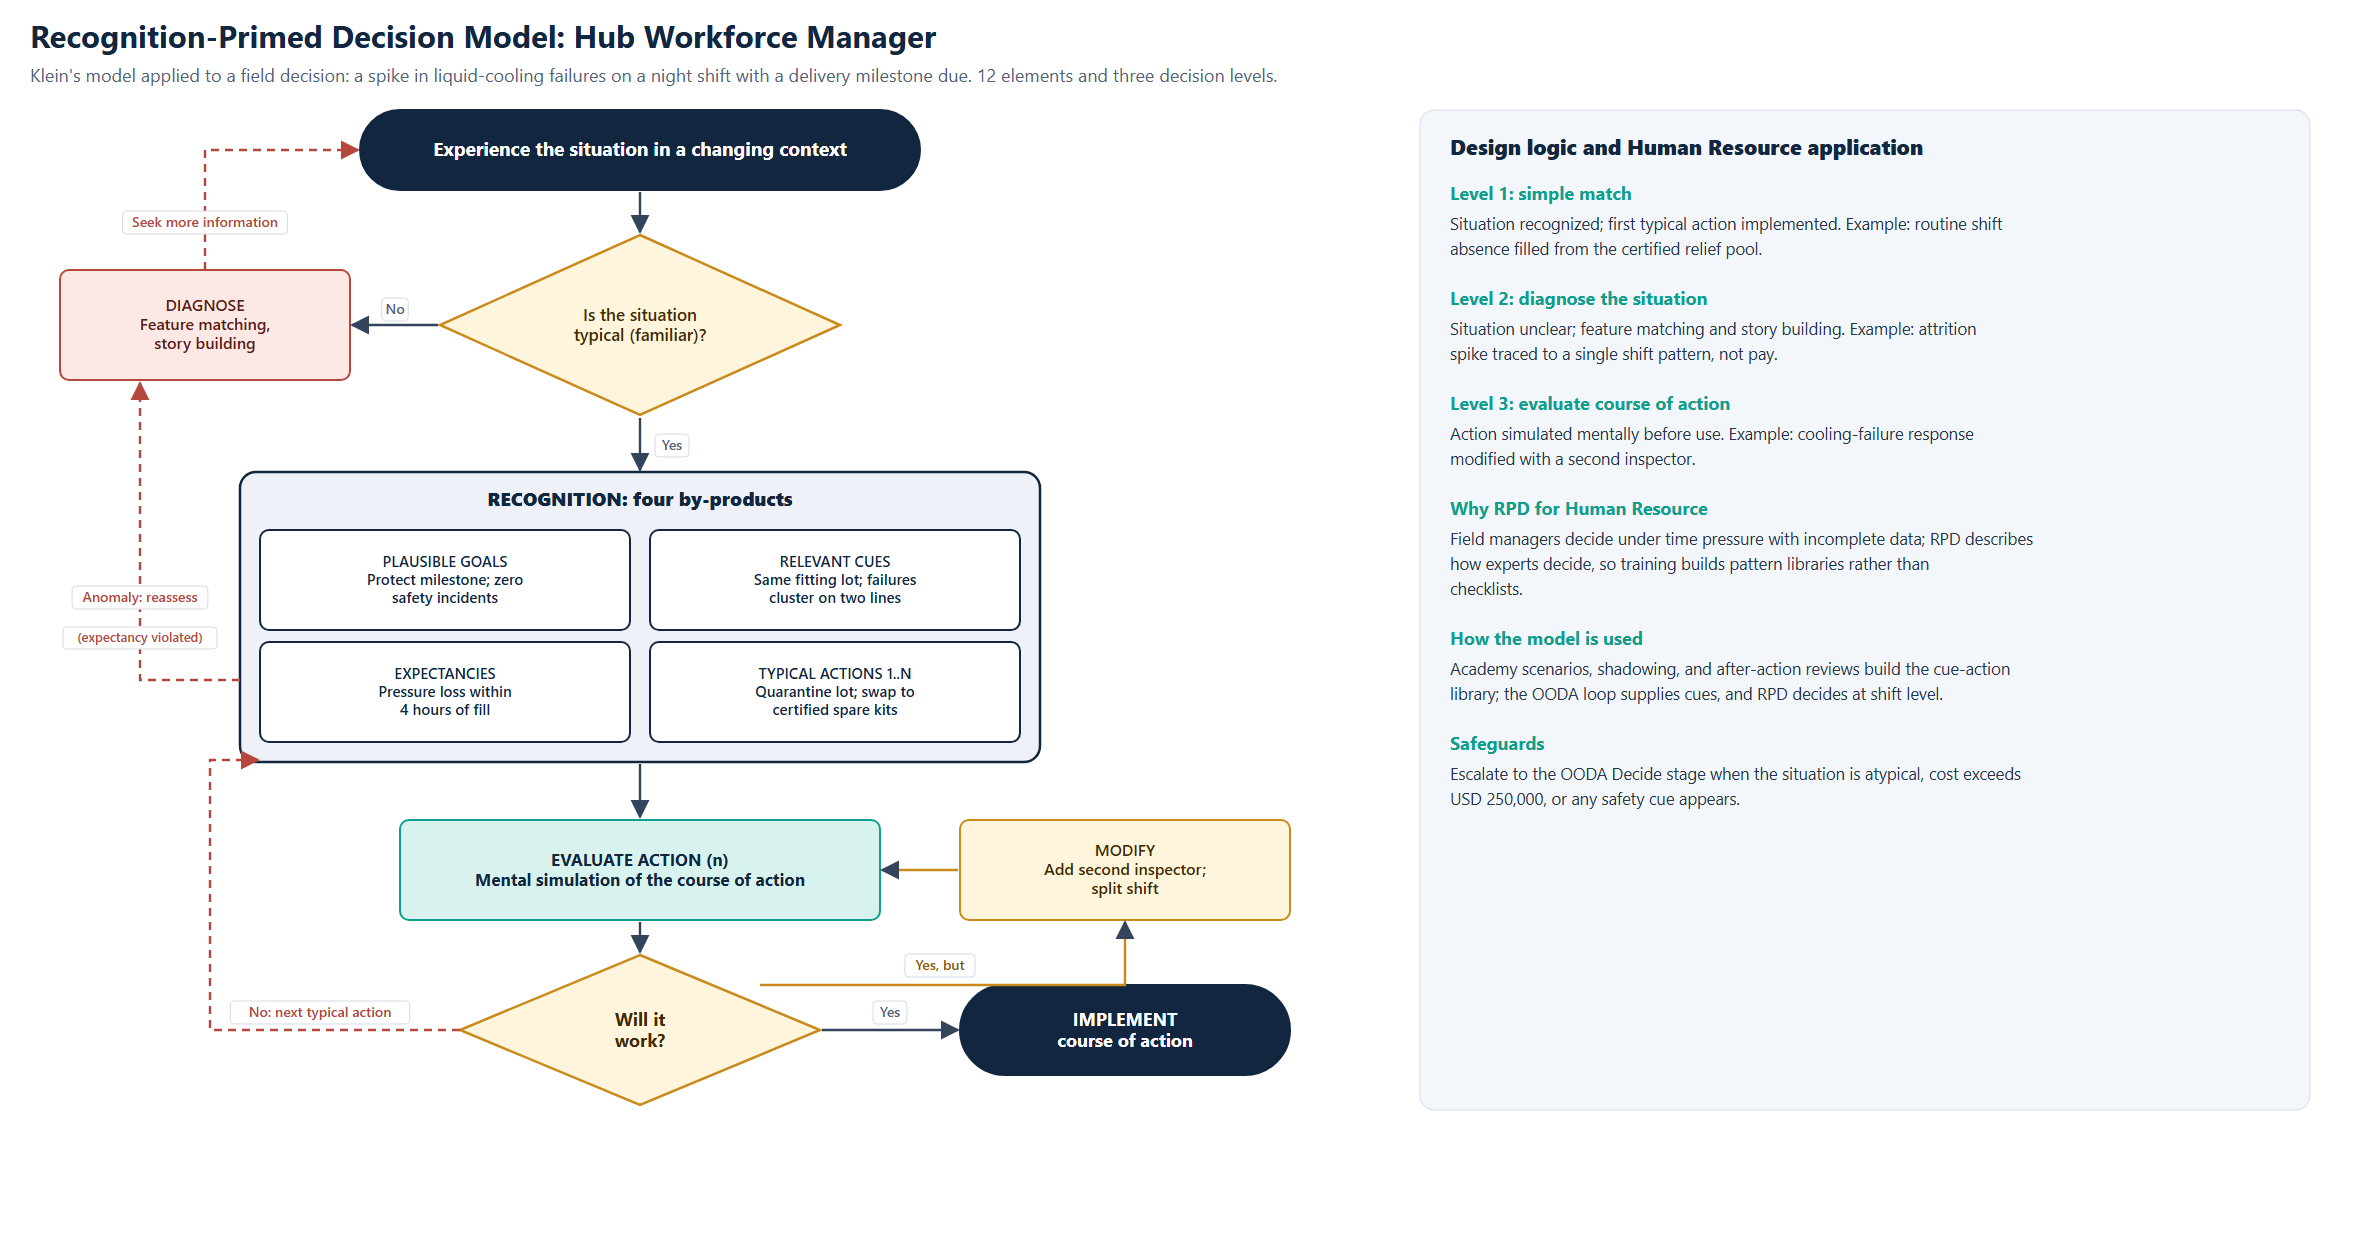 Recognition-Primed Decision Model: Hub Workforce Manager
Klein's model applied to a field decision: a spike in liquid-cooling failures on a night shift with a delivery milestone due. 12 elements and three decision levels.
Experience the situation in a changing context
Seek more information
DIAGNOSE
Feature matching,
story building
No
Is the situation
typical (familiar)?
Yes
RECOGNITION: four by-products
PLAUSIBLE GOALS
Protect milestone; zero
safety incidents
RELEVANT CUES
Same fitting lot; failures
cluster on two lines
Anomaly: reassess
(expectancy violated)
EXPECTANCIES
Pressure loss within
4 hours of fill
TYPICAL ACTIONS 1..N
Quarantine lot; swap to
certified spare kits
EVALUATE ACTION (n)
Mental simulation of the course of action
MODIFY
Add second inspector;
split shift
Yes, but
No: next typical action
Will it
work?
Yes
IMPLEMENT
course of action
Design logic and Human Resource application
Level 1: simple match
Situation recognized; first typical action implemented. Example: routine shift
absence filled from the certified relief pool.
Level 2: diagnose the situation
Situation unclear; feature matching and story building. Example: attrition
spike traced to a single shift pattern, not pay.
Level 3: evaluate course of action
Action simulated mentally before use. Example: cooling-failure response
modified with a second inspector.
Why RPD for Human Resource
Field managers decide under time pressure with incomplete data; RPD describes
how experts decide, so training builds pattern libraries rather than
checklists.
How the model is used
Academy scenarios, shadowing, and after-action reviews build the cue-action
library; the OODA loop supplies cues, and RPD decides at shift level.
Safeguards
Escalate to the OODA Decide stage when the situation is atypical, cost exceeds
USD 250,000, or any safety cue appears.